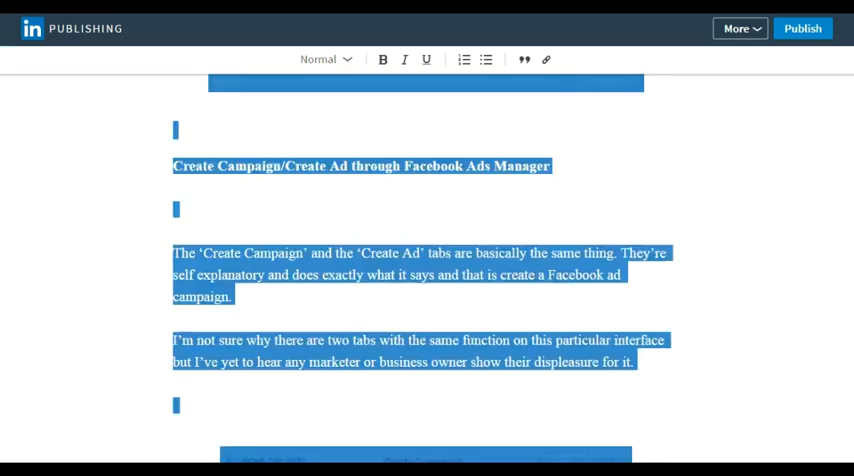 in PUBLISHING
More
Publish
Normal
B I U
Create Campaign/Create Ad through Facebook Ads Manager
The ‘Create Campaign’ and the ‘Create Ad’ tabs are basically the same thing. They’re
self explanatory and does exactly what it says and that is create a Facebook ad
campaign.
I’m not sure why there are two tabs with the same function on this particular interface
but I’ve yet to hear any marketer or business owner show their displeasure for it.